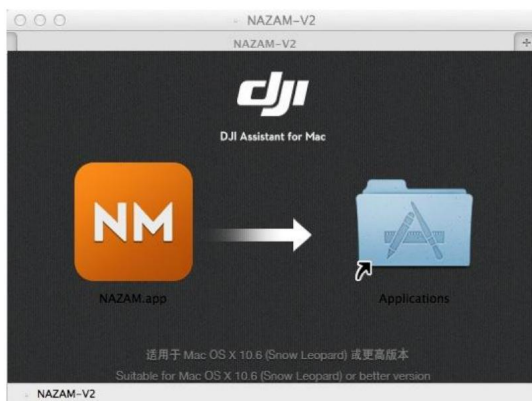 NAZAM-V2
NAZAM-V2
dji
DJI Assistant for Mac
NM
NAZAM.app
Applications
适用于 Mac OS X 10.6 (Snow Leopard) 或更高版本
Suitable for Mac OS X 10.6 (Snow Leopard) or better version
NAZAM-V2